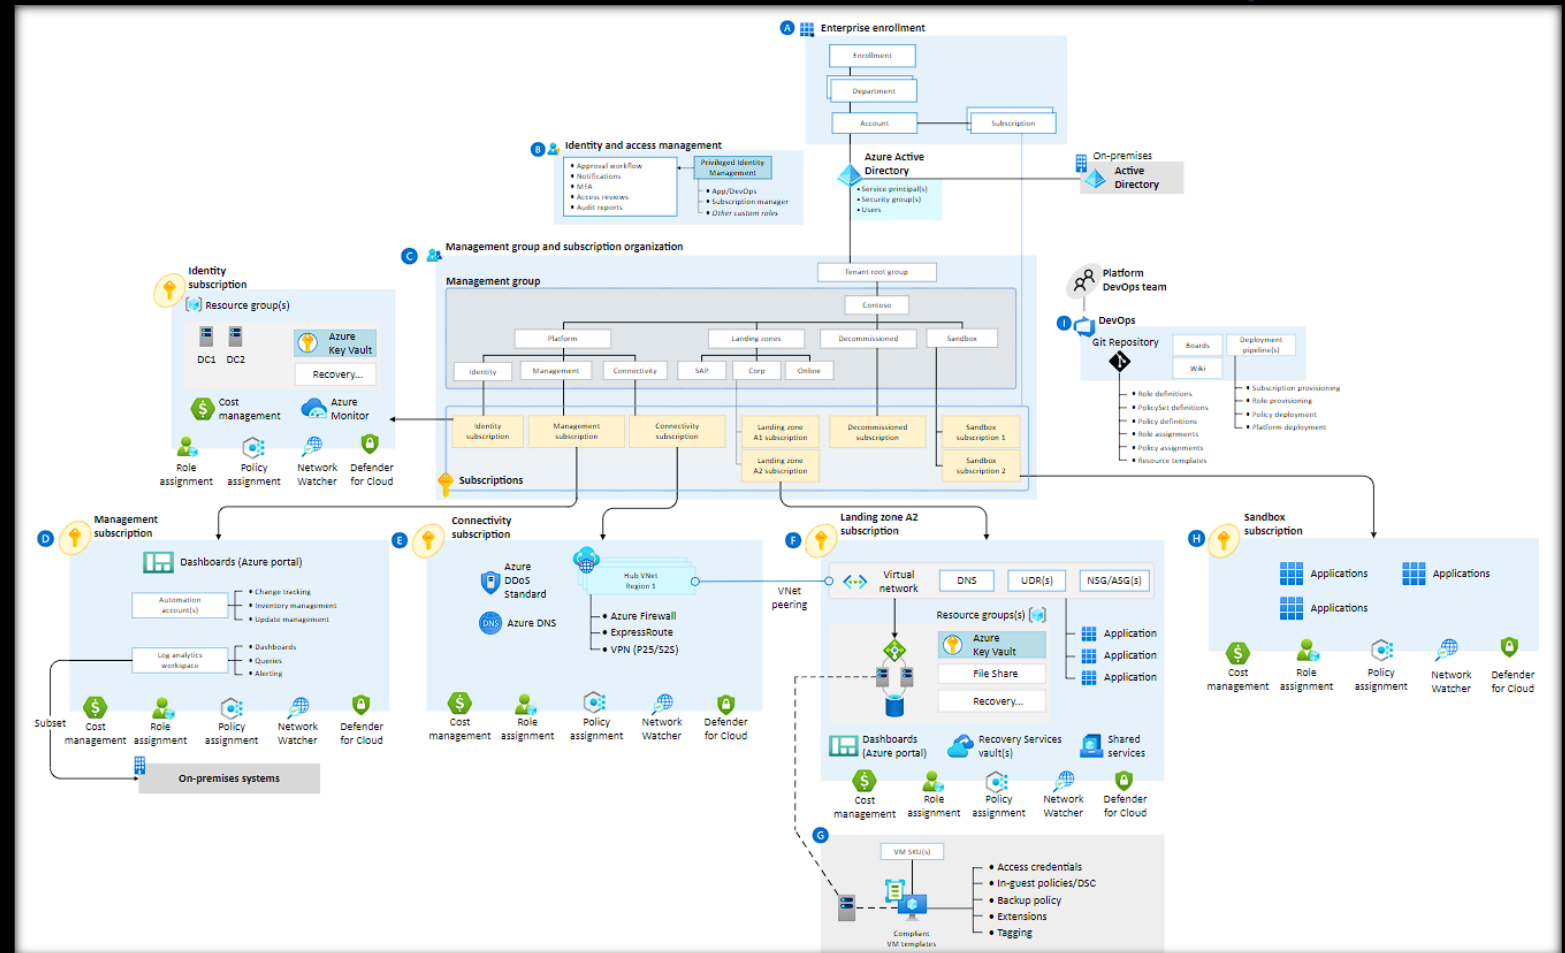 A
Enterprise enrollment
Enrollment
Department
Account
Subscription
B
Identity and access management
• Approval workflow
• Notifications
• MFA
• Access reviews
• Audit reports
Privileged Identity
Management
• App/DevOps
• Subscription manager
• Other custom roles
Azure Active
Directory
• Service principal(s)
• Security group(s)
• Users
On-premises
Active
Directory
C
Management group and subscription organization
Tenant root group
Management group
Contoso
Platform
Landing zones
Decommissioned
Sandbox
Identity
Management
Connectivity
SAP
Corp
Online
Identity
subscription
Management
subscription
Connectivity
subscription
Landing zone
A1 subscription
Landing zone
A2 subscription
Decommissioned
subscription
Sandbox
subscription 1
Sandbox
subscription 2
Subscriptions
Identity
subscription
Resource group(s)
DC1
DC2
Azure
Key Vault
Recovery...
Cost
management
Azure
Monitor
Role
assignment
Policy
assignment
Network
Watcher
Defender
for Cloud
Platform
DevOps team
I
DevOps
Git Repository
Boards
Wiki
Deployment
pipeline(s)
• Role definitions
• PolicySet definitions
• Policy definitions
• Role assignments
• Policy assignments
• Resource templates
• Subscription provisioning
• Role provisioning
• Policy deployment
• Platform deployment
D
Management
subscription
Dashboards (Azure portal)
Automation
account(s)
• Change tracking
• Inventory management
• Update management
Log analytics
workspace
• Dashboards
• Queries
• Alerting
Subset
Cost
management
Role
assignment
Policy
assignment
Network
Watcher
Defender
for Cloud
On-premises systems
E
Connectivity
subscription
Azure
DDoS
Standard
DNS
Azure DNS
Hub VNet
Region 1
• Azure Firewall
• ExpressRoute
• VPN (P2S/S2S)
Cost
management
Role
assignment
Policy
assignment
Network
Watcher
Defender
for Cloud
VNet
peering
F
Landing zone A2
subscription
Virtual
network
DNS
UDR(s)
NSG/ASG(s)
Resource groups(s)
Azure
Key Vault
File Share
Recovery...
Application
Application
Application
Dashboards
(Azure portal)
Recovery Services
vault(s)
Shared
services
Cost
management
Role
assignment
Policy
assignment
Network
Watcher
Defender
for Cloud
G
VM SKU(s)
Compliant
VM templates
• Access credentials
• In-guest policies/DSC
• Backup policy
• Extensions
• Tagging
H
Sandbox
subscription
Applications
Applications
Applications
Cost
management
Role
assignment
Policy
assignment
Network
Watcher
Defender
for Cloud